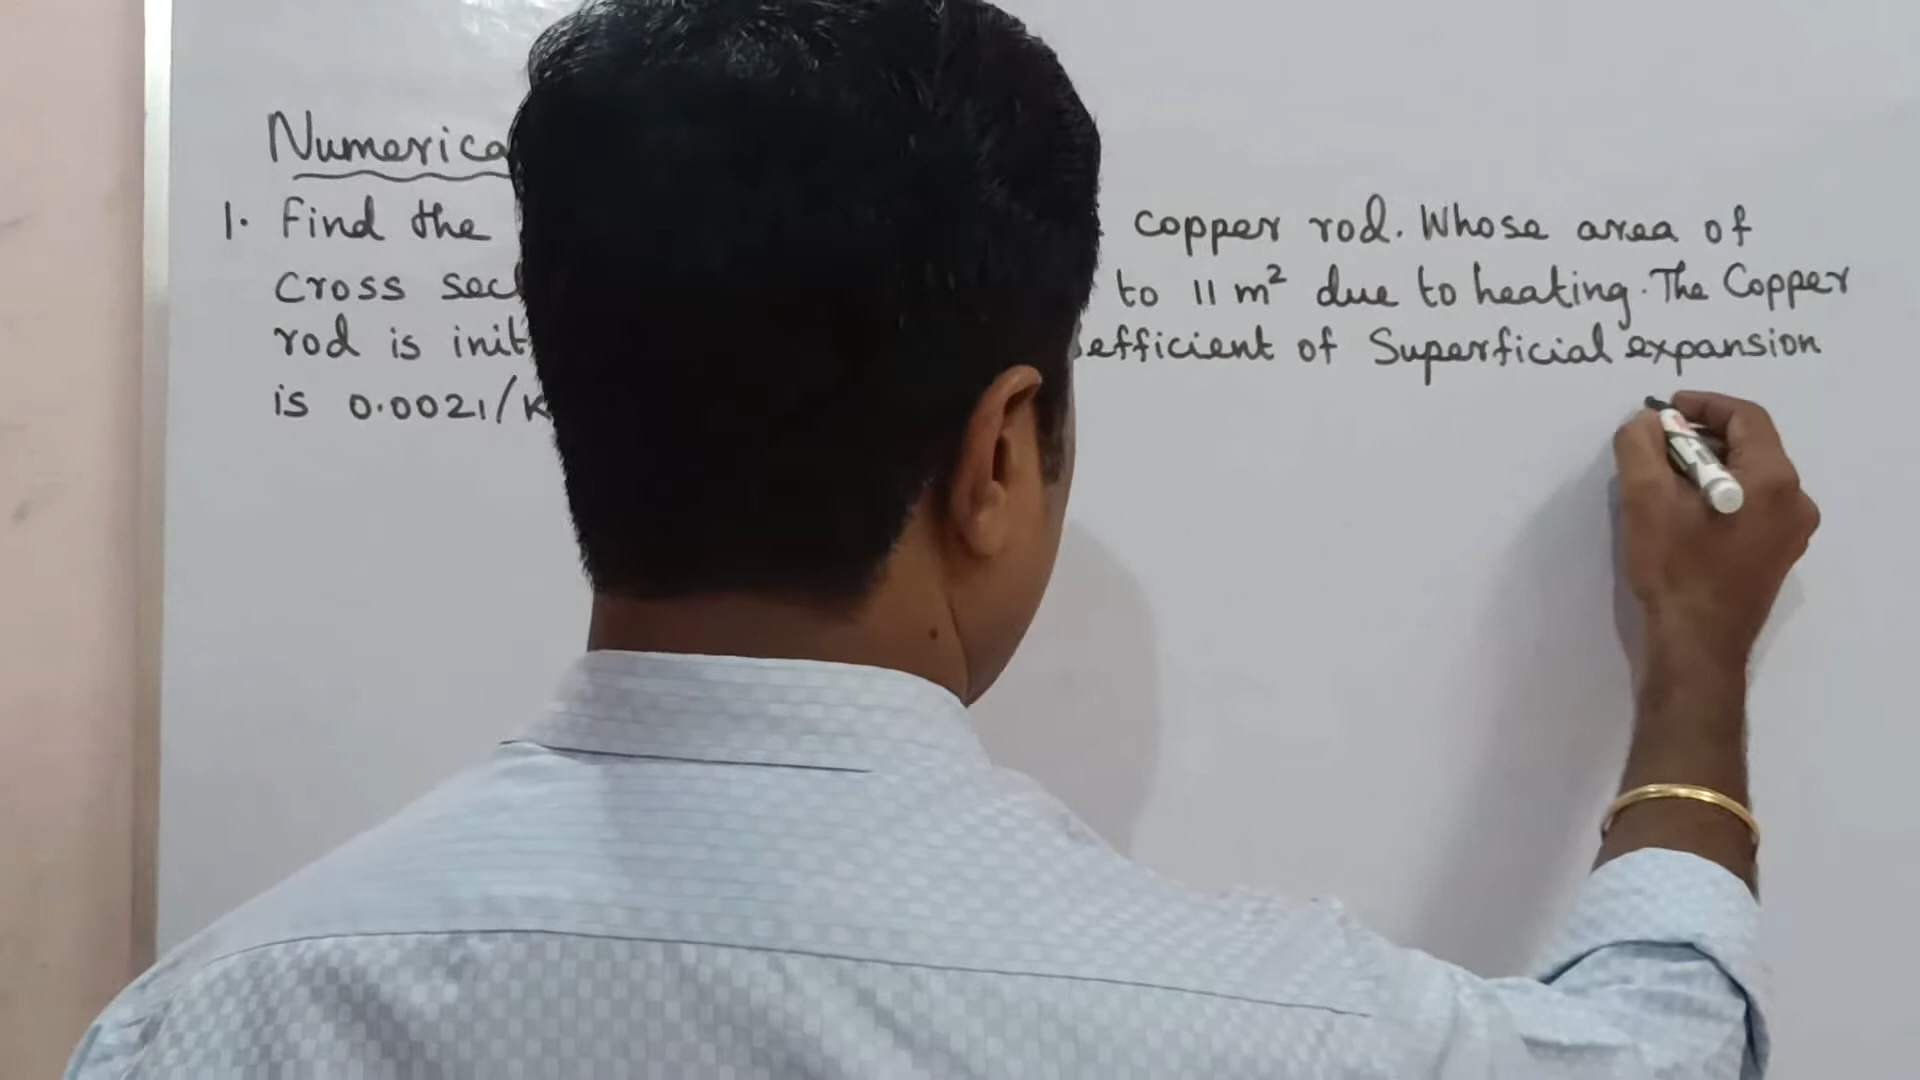 Numerica
1. Find the copper rod. Whose area of
Cross sec to 11 m² due to heating. The Copper
rod is init efficient of Superficial expansion
is 0.0021/K